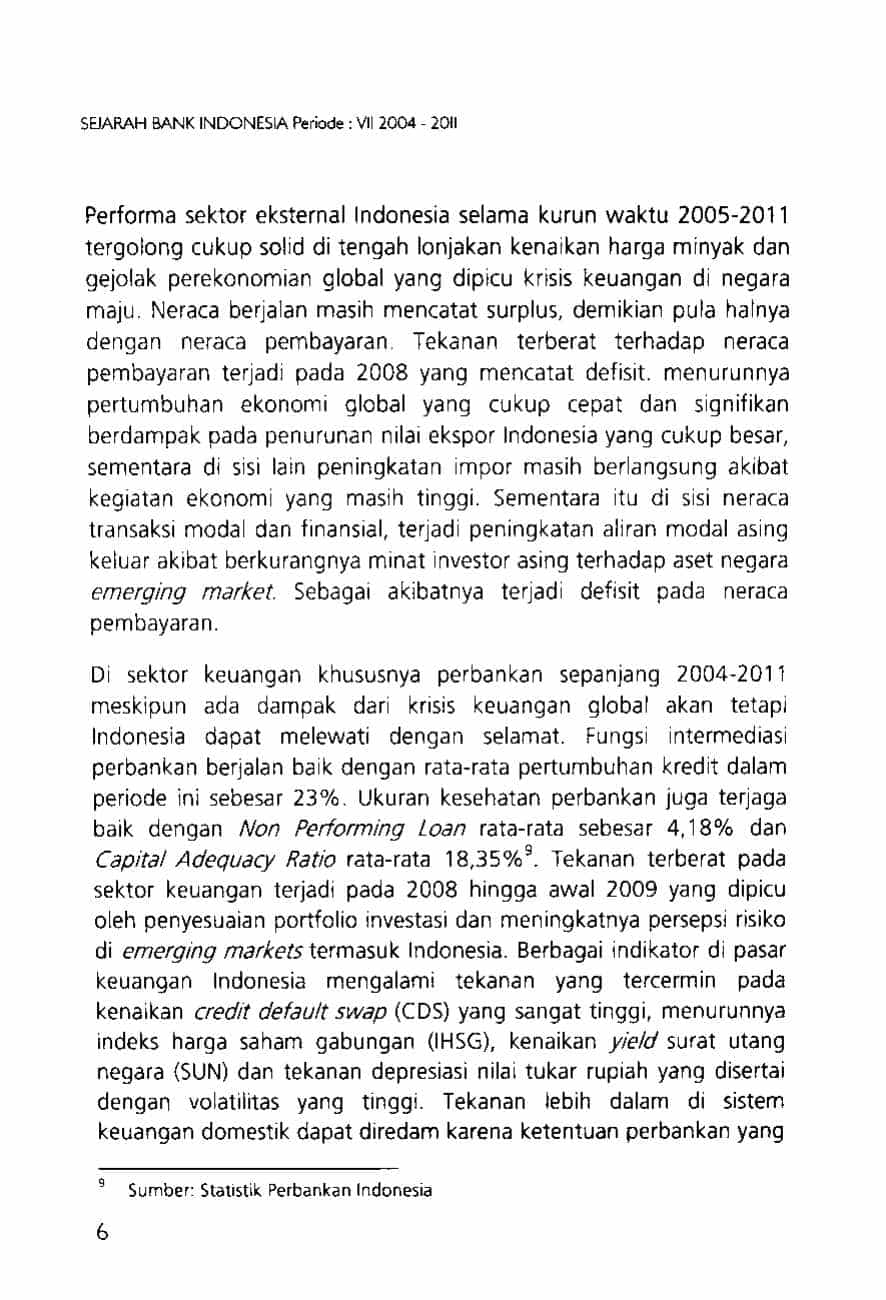 SEJARAH BANK INDONESIA Periode : VII 2004 - 2011
Performa sektor eksternal Indonesia selama kurun waktu 2005-2011
tergolong cukup solid di tengah lonjakan kenaikan harga minyak dan
gejolak perekonomian global yang dipicu krisis keuangan di negara
maju. Neraca berjalan masih mencatat surplus, demikian pula halnya
dengan neraca pembayaran. Tekanan terberat terhadap neraca
pembayaran terjadi pada 2008 yang mencatat defisit. menurunnya
pertumbuhan ekonomi global yang cukup cepat dan signifikan
berdampak pada penurunan nilai ekspor Indonesia yang cukup besar,
sementara di sisi lain peningkatan impor masih berlangsung akibat
kegiatan ekonomi yang masih tinggi. Sementara itu di sisi neraca
transaksi modal dan finansial, terjadi peningkatan aliran modal asing
keluar akibat berkurangnya minat investor asing terhadap aset negara
emerging market. Sebagai akibatnya terjadi defisit pada neraca
pembayaran.
Di sektor keuangan khususnya perbankan sepanjang 2004-2011
meskipun ada dampak dari krisis keuangan global akan tetapi
Indonesia dapat melewati dengan selamat. Fungsi intermediasi
perbankan berjalan baik dengan rata-rata pertumbuhan kredit dalam
periode ini sebesar 23%. Ukuran kesehatan perbankan juga terjaga
baik dengan Non Performing Loan rata-rata sebesar 4,18% dan
Capital Adequacy Ratio rata-rata 18,35%⁹. Tekanan terberat pada
sektor keuangan terjadi pada 2008 hingga awal 2009 yang dipicu
oleh penyesuaian portfolio investasi dan meningkatnya persepsi risiko
di emerging markets termasuk Indonesia. Berbagai indikator di pasar
keuangan Indonesia mengalami tekanan yang tercermin pada
kenaikan credit default swap (CDS) yang sangat tinggi, menurunnya
indeks harga saham gabungan (IHSG), kenaikan yield surat utang
negara (SUN) dan tekanan depresiasi nilai tukar rupiah yang disertai
dengan volatilitas yang tinggi. Tekanan lebih dalam di sistem
keuangan domestik dapat diredam karena ketentuan perbankan yang
⁹ Sumber: Statistik Perbankan Indonesia
6